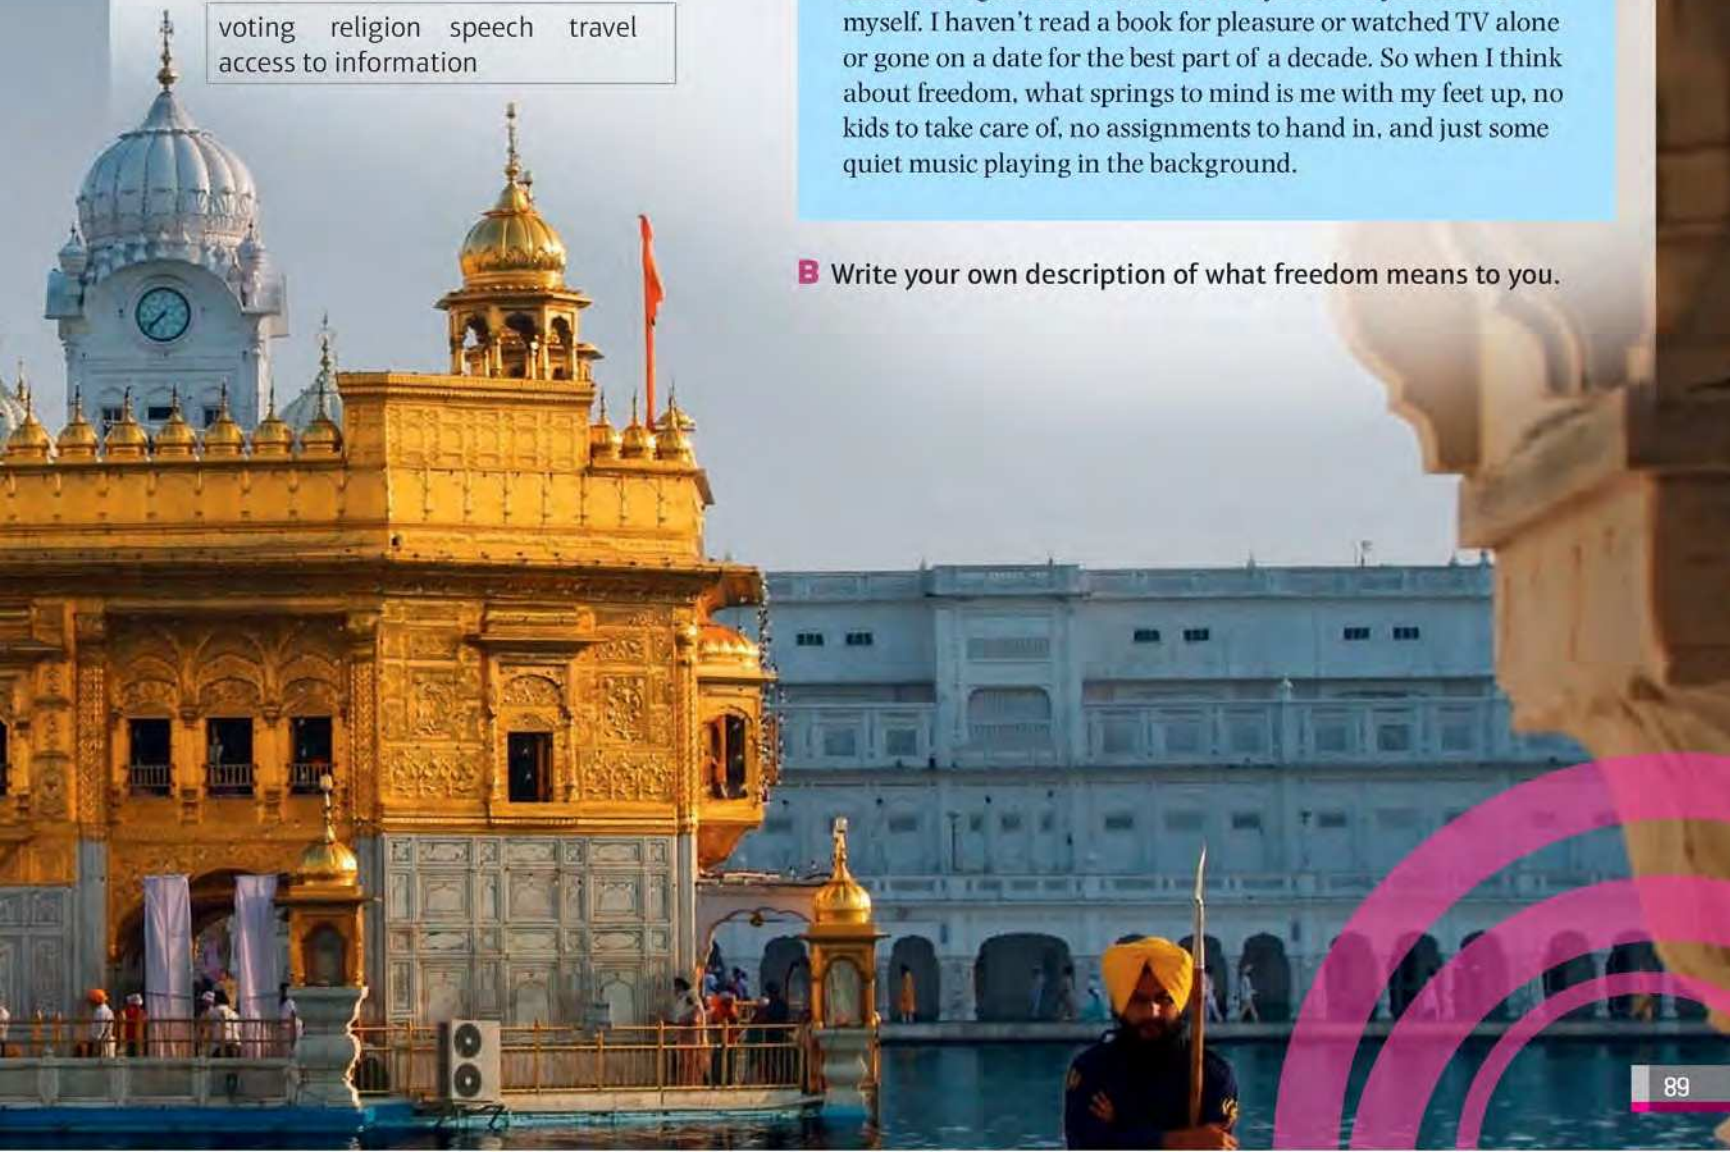 voting religion speech travel
access to information
myself. I haven't read a book for pleasure or watched TV alone
or gone on a date for the best part of a decade. So when I think
about freedom, what springs to mind is me with my feet up, no
kids to take care of, no assignments to hand in, and just some
quiet music playing in the background.
B Write your own description of what freedom means to you.
89